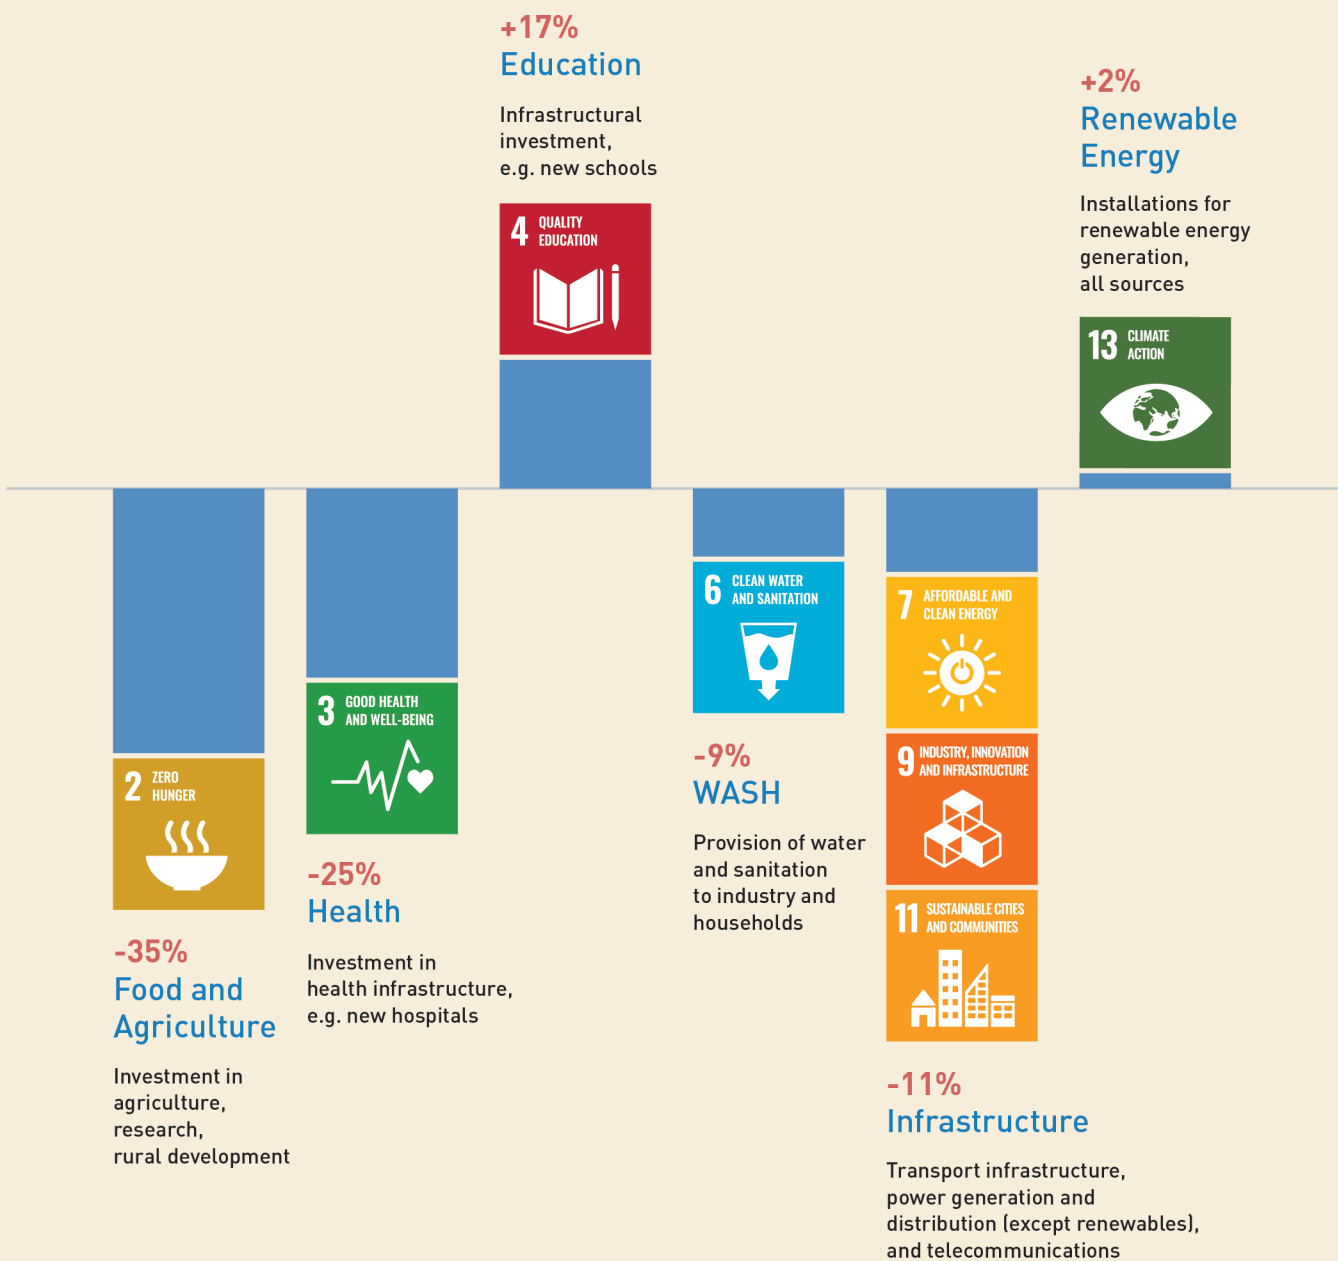 +17%
Education
Infrastructural
investment,
e.g. new schools
4 QUALITY
EDUCATION
+2%
Renewable
Energy
Installations for
renewable energy
generation,
all sources
13 CLIMATE
ACTION
2 ZERO
HUNGER
-35%
Food and
Agriculture
Investment in
agriculture,
research,
rural development
3 GOOD HEALTH
AND WELL-BEING
-25%
Health
Investment in
health infrastructure,
e.g. new hospitals
6 CLEAN WATER
AND SANITATION
-9%
WASH
Provision of water
and sanitation
to industry and
households
7 AFFORDABLE AND
CLEAN ENERGY
9 INDUSTRY, INNOVATION
AND INFRASTRUCTURE
11 SUSTAINABLE CITIES
AND COMMUNITIES
-11%
Infrastructure
Transport infrastructure,
power generation and
distribution (except renewables),
and telecommunications